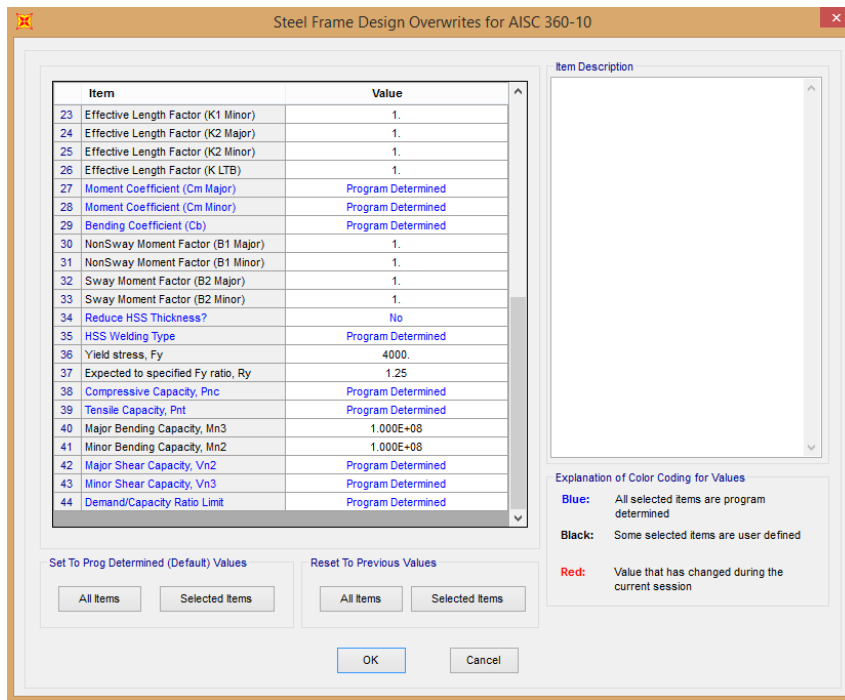 Steel Frame Design Overwrites for AISC 360-10
Item Value
23 Effective Length Factor (K1 Minor) 1.
24 Effective Length Factor (K2 Major) 1.
25 Effective Length Factor (K2 Minor) 1.
26 Effective Length Factor (K LTB) 1.
27 Moment Coefficient (Cm Major) Program Determined
28 Moment Coefficient (Cm Minor) Program Determined
29 Bending Coefficient (Cb) Program Determined
30 NonSway Moment Factor (B1 Major) 1.
31 NonSway Moment Factor (B1 Minor) 1.
32 Sway Moment Factor (B2 Major) 1.
33 Sway Moment Factor (B2 Minor) 1.
34 Reduce HSS Thickness? No
35 HSS Welding Type Program Determined
36 Yield stress, Fy 4000.
37 Expected to specified Fy ratio, Ry 1.25
38 Compressive Capacity, Pnc Program Determined
39 Tensile Capacity, Pnt Program Determined
40 Major Bending Capacity, Mn3 1.000E+08
41 Minor Bending Capacity, Mn2 1.000E+08
42 Major Shear Capacity, Vn2 Program Determined
43 Minor Shear Capacity, Vn3 Program Determined
44 Demand/Capacity Ratio Limit Program Determined
Item Description
Explanation of Color Coding for Values
Blue: All selected items are program
determined
Black: Some selected items are user defined
Red: Value that has changed during the
current session
Set To Prog Determined (Default) Values
All Items Selected Items
Reset To Previous Values
All Items Selected Items
OK Cancel